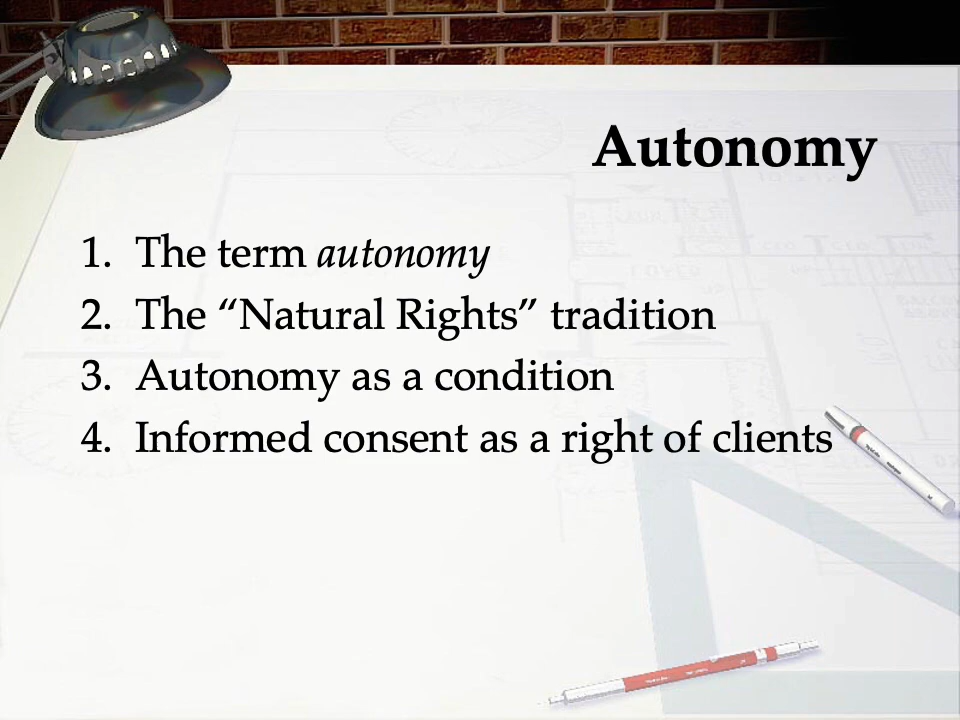 Autonomy
1. The term autonomy
2. The “Natural Rights” tradition
3. Autonomy as a condition
4. Informed consent as a right of clients